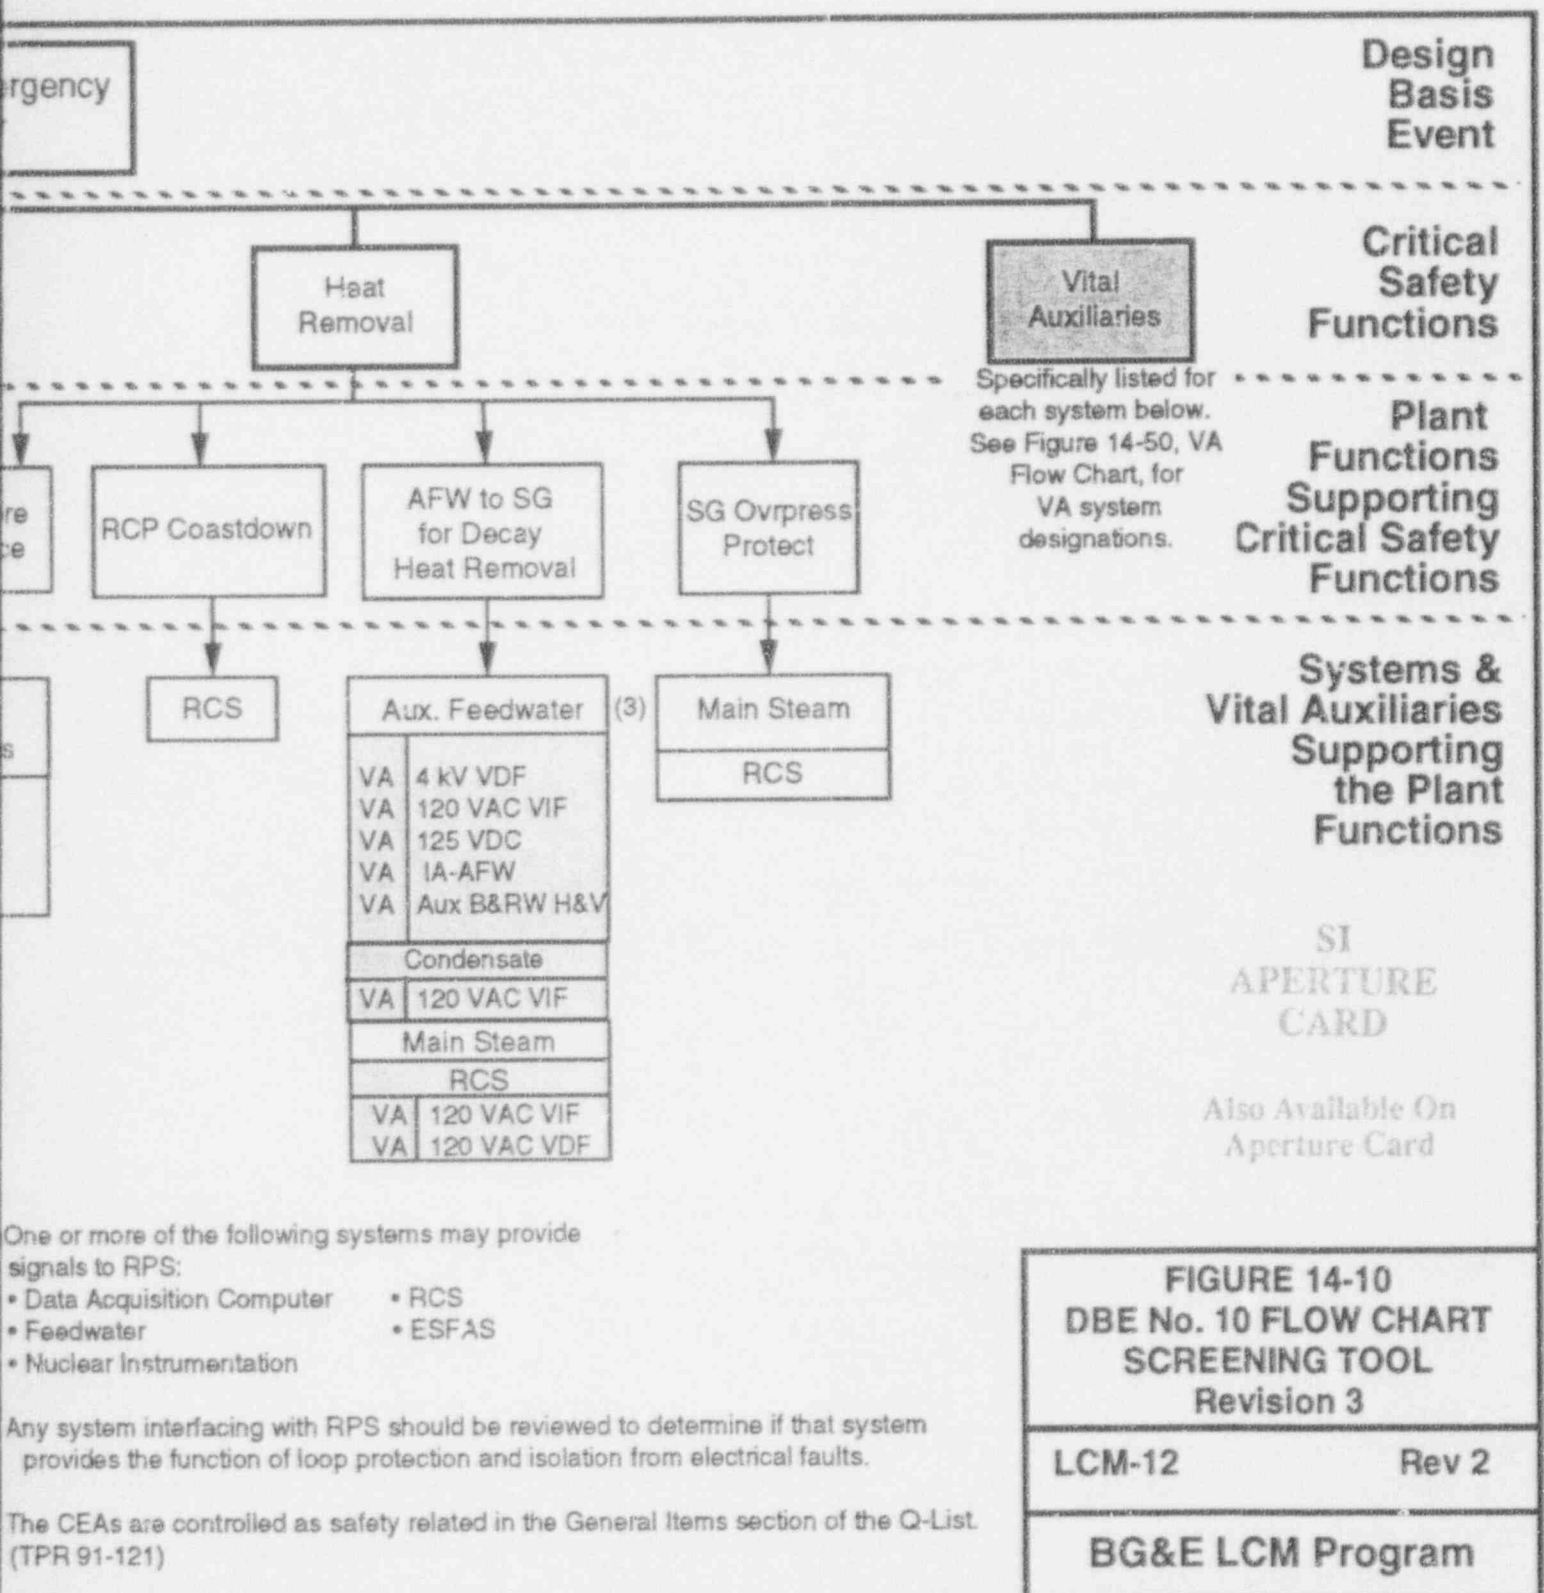 rgency
Design
Basis
Event
Heat
Removal
Vital
Auxiliaries
Critical
Safety
Functions
Specifically listed for
each system below.
See Figure 14-50, VA
Flow Chart, for
VA system
designations.
Plant
Functions
Supporting
Critical Safety
Functions
re
ce
RCP Coastdown
AFW to SG
for Decay
Heat Removal
SG Ovrpress
Protect
s
RCS
Aux. Feedwater (3)
VA 4 kV VDF
VA 120 VAC VIF
VA 125 VDC
VA IA-AFW
VA Aux B&RW H&V
Condensate
VA 120 VAC VIF
Main Steam
RCS
VA 120 VAC VIF
VA 120 VAC VDF
Main Steam
RCS
Systems &
Vital Auxiliaries
Supporting
the Plant
Functions
SI
APERTURE
CARD
Also Available On
Aperture Card
One or more of the following systems may provide
signals to RPS:
• Data Acquisition Computer • RCS
• Feedwater • ESFAS
• Nuclear Instrumentation
Any system interfacing with RPS should be reviewed to determine if that system
provides the function of loop protection and isolation from electrical faults.
The CEAs are controlled as safety related in the General Items section of the Q-List.
(TPR 91-121)
FIGURE 14-10
DBE No. 10 FLOW CHART
SCREENING TOOL
Revision 3
LCM-12 Rev 2
BG&E LCM Program